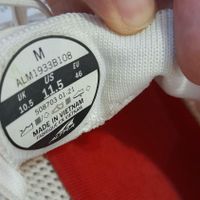 M
ALM1933B108
UK US EU
10.5 11.5 46
508703 01.21
MADE IN VIETNAM